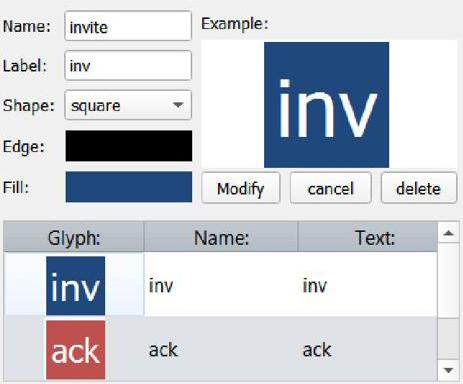 Name: invite Example:
Label: inv
Shape: square
inv
Edge:
Fill: Modify cancel delete
Glyph: Name: Text:
inv inv inv
ack ack ack